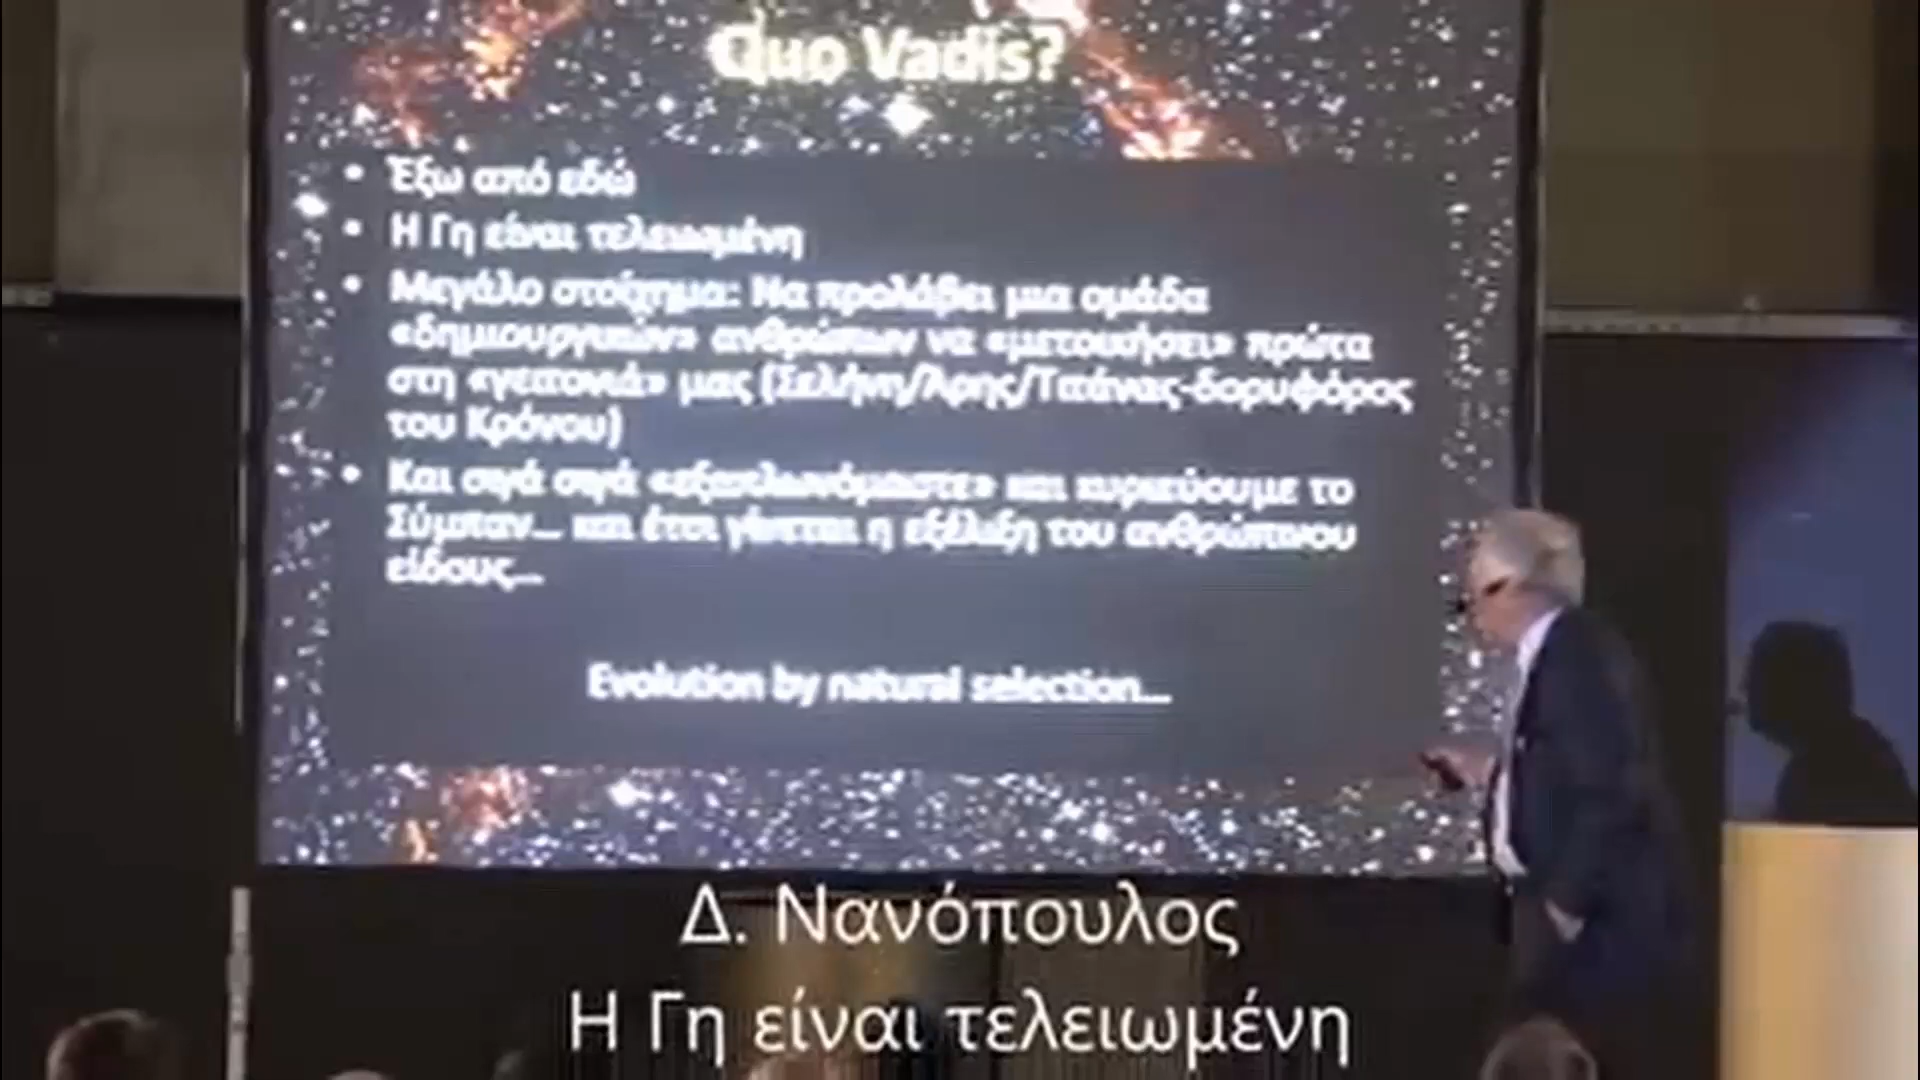 Quo Vadis?
• Έξω από εδώ
• Η Γη είναι τελειωμένη
• Μεγάλο στοίχημα: Να προλάβει μια ομάδα
«δημιουργικών» ανθρώπων να «μετοικήσει» πρώτα
στη «γειτονιά» μας (Σελήνη/Άρης/Τιτάνας-δορυφόρος
του Κρόνου)
• Και σιγά σιγά «εξαπλωνόμαστε» και κυριεύουμε το
Σύμπαν... και έτσι γίνεται η εξέλιξη του ανθρώπινου
είδους...
Evolution by natural selection...
Δ. Νανόπουλος
Η Γη είναι τελειωμένη